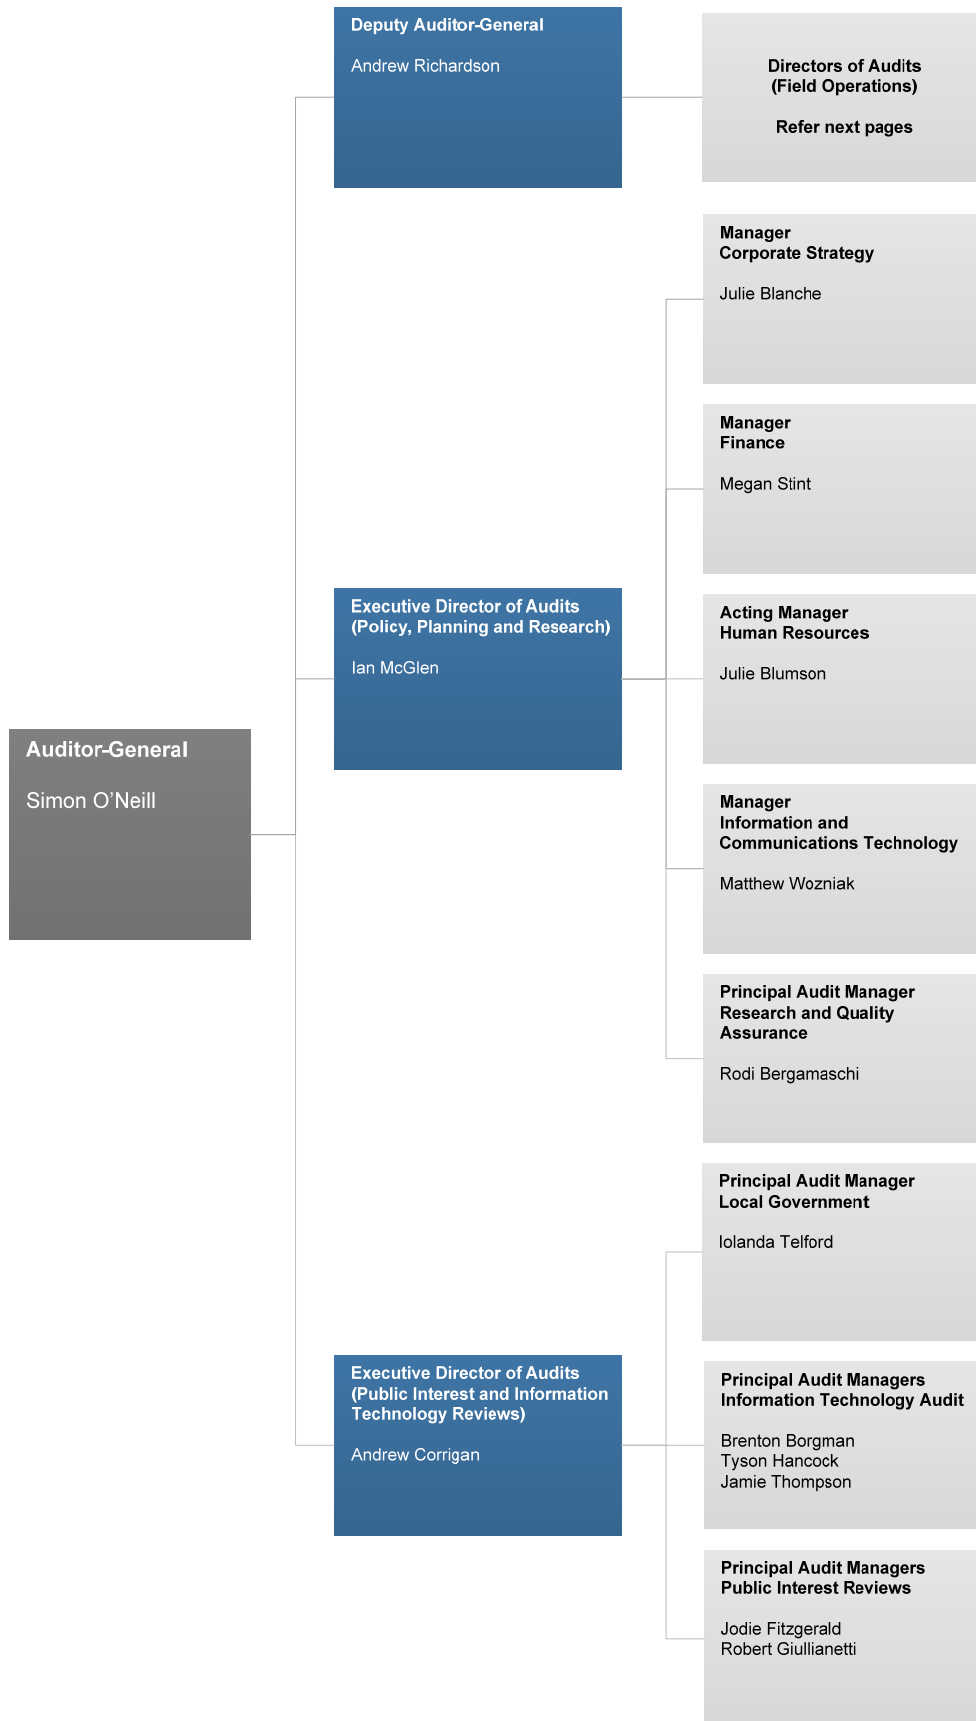 Deputy Auditor-General
Andrew Richardson
Directors of Audits
(Field Operations)
Refer next pages
Manager
Corporate Strategy
Julie Blanche
Manager
Finance
Megan Stint
Executive Director of Audits
(Policy, Planning and Research)
Ian McGlen
Acting Manager
Human Resources
Julie Blumson
Auditor-General
Simon O’Neill
Manager
Information and
Communications Technology
Matthew Wozniak
Principal Audit Manager
Research and Quality
Assurance
Rodi Bergamaschi
Principal Audit Manager
Local Government
Iolanda Telford
Executive Director of Audits
(Public Interest and Information
Technology Reviews)
Andrew Corrigan
Principal Audit Managers
Information Technology Audit
Brenton Borgman
Tyson Hancock
Jamie Thompson
Principal Audit Managers
Public Interest Reviews
Jodie Fitzgerald
Robert Giullianetti